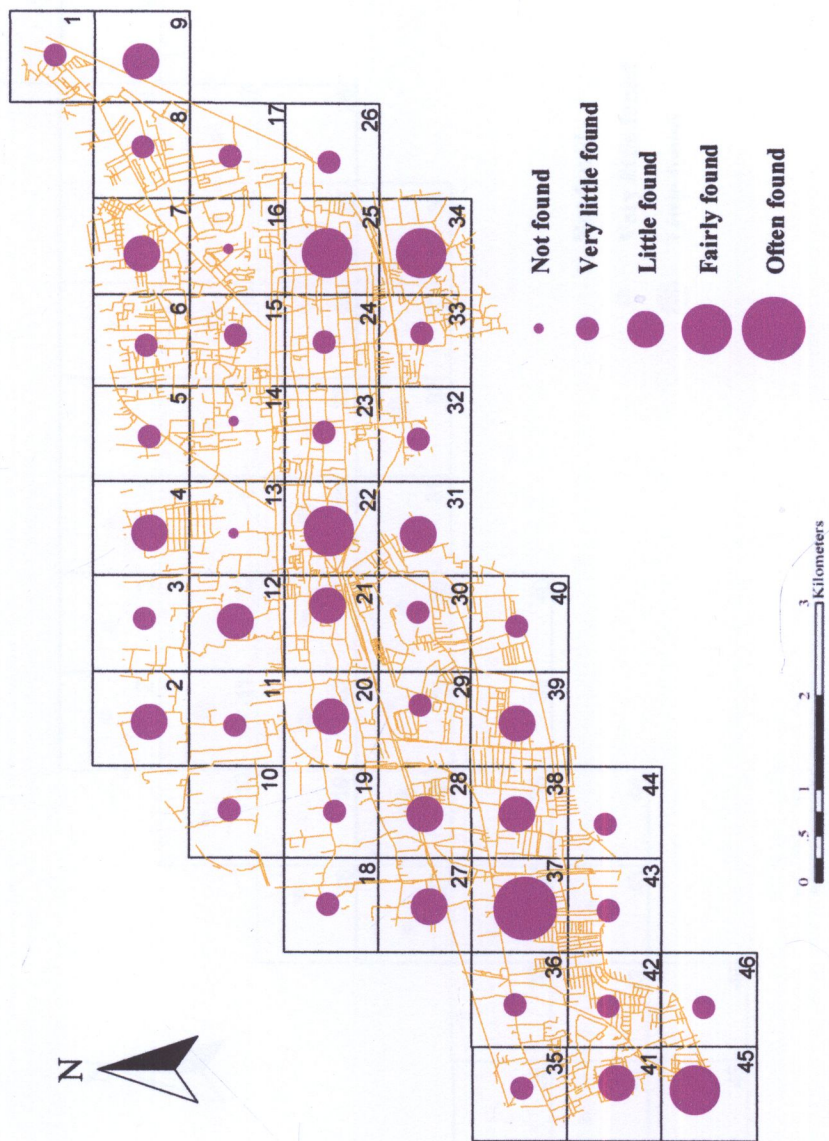 N
1
2 3 4 5 6 7 8 9
10 11 12 13 14 15 16 17
18 19 20 21 22 23 24 25 26
27 28 29 30 31 32 33 34
35 36 37 38 39 40
41 42 43 44
45 46
Not found
Very little found
Little found
Fairly found
Often found
0 .5 1 2 3 Kilometers